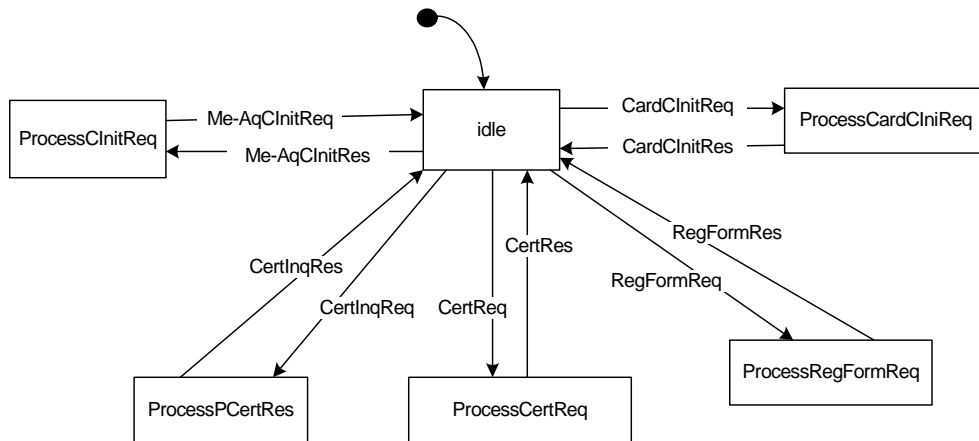 Me-AqCInitReq
CardCInitReq
idle
ProcessCInitReq
ProcessCardCIniReq
Me-AqCInitRes
CardCInitRes
RegFormRes
CertRes
CertInqRes
RegFormReq
CertInqReq
CertReq
ProcessRegFormReq
ProcessPCertRes
ProcessCertReq